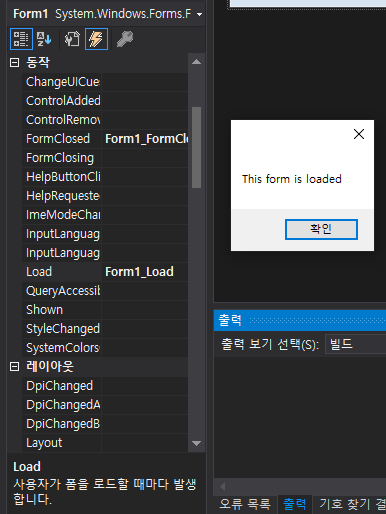 Form1 System.Windows.Forms.F
동작
ChangeUICues
ControlAdded
ControlRemov
FormClosed Form1_FormClo
FormClosing
HelpButtonCli
HelpRequeste
ImeModeChan
InputLanguag
InputLanguag
Load Form1_Load
QueryAccessib
Shown
StyleChanged
SystemColors
레이아웃
DpiChanged
DpiChangedA
DpiChangedB
Layout
Load
사용자가 폼을 로드할 때마다 발생
합니다.
This form is loaded
확인
출력
출력 보기 선택(S): 빌드
오류 목록 출력 기호 찾기 결